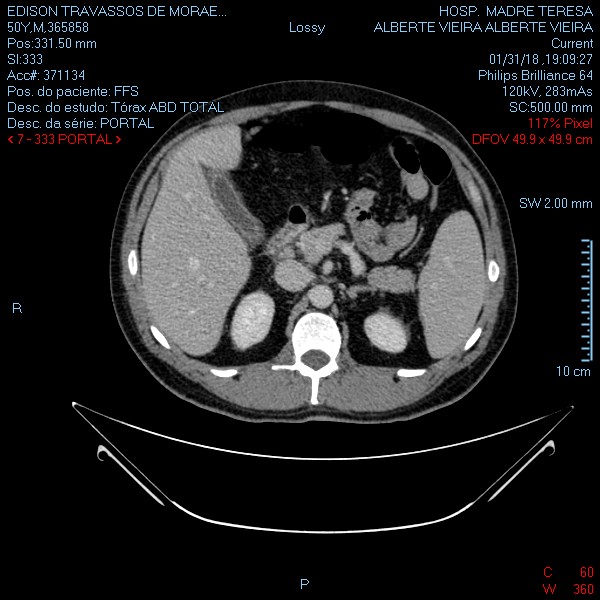 EDISON TRAVASSOS DE MORAE...
50Y,M,365858
Pos:331.50 mm
SI:333
Acc#: 371134
Pos. do paciente: FFS
Desc. do estudo: Tórax ABD TOTAL
Desc. da série: PORTAL
< 7 - 333 PORTAL >
Lossy
HOSP. MADRE TERESA
ALBERTE VIEIRA ALBERTE VIEIRA
Current
01/31/18 ,19:09:27
Philips Brilliance 64
120kV, 283mAs
SC:500.00 mm
117% Pixel
DFOV 49.9 x 49.9 cm
SW 2.00 mm
R
10 cm
P
C 60
W 360